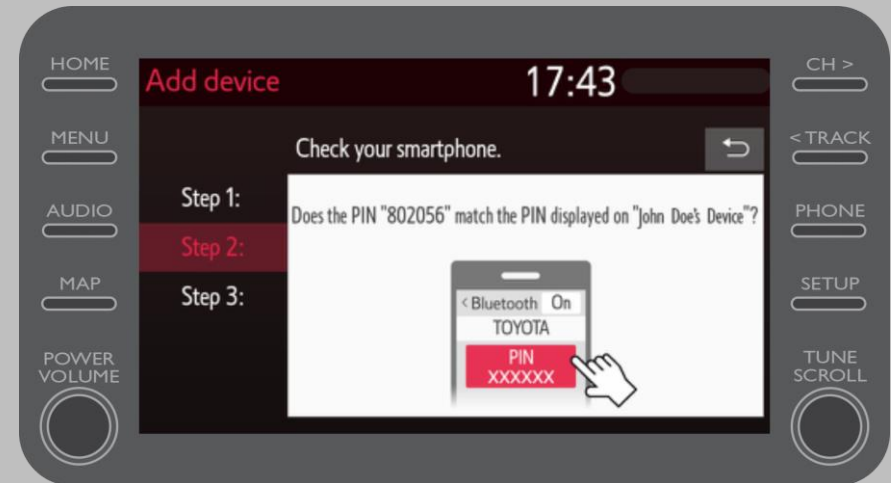 HOME
MENU
AUDIO
MAP
POWER
VOLUME
Add device
17:43
Check your smartphone.
Step 1:
Step 2:
Step 3:
Does the PIN "802056" match the PIN displayed on "John Doe's Device"?
< Bluetooth On
TOYOTA
PIN
XXXXXX
CH >
< TRACK
PHONE
SETUP
TUNE
SCROLL